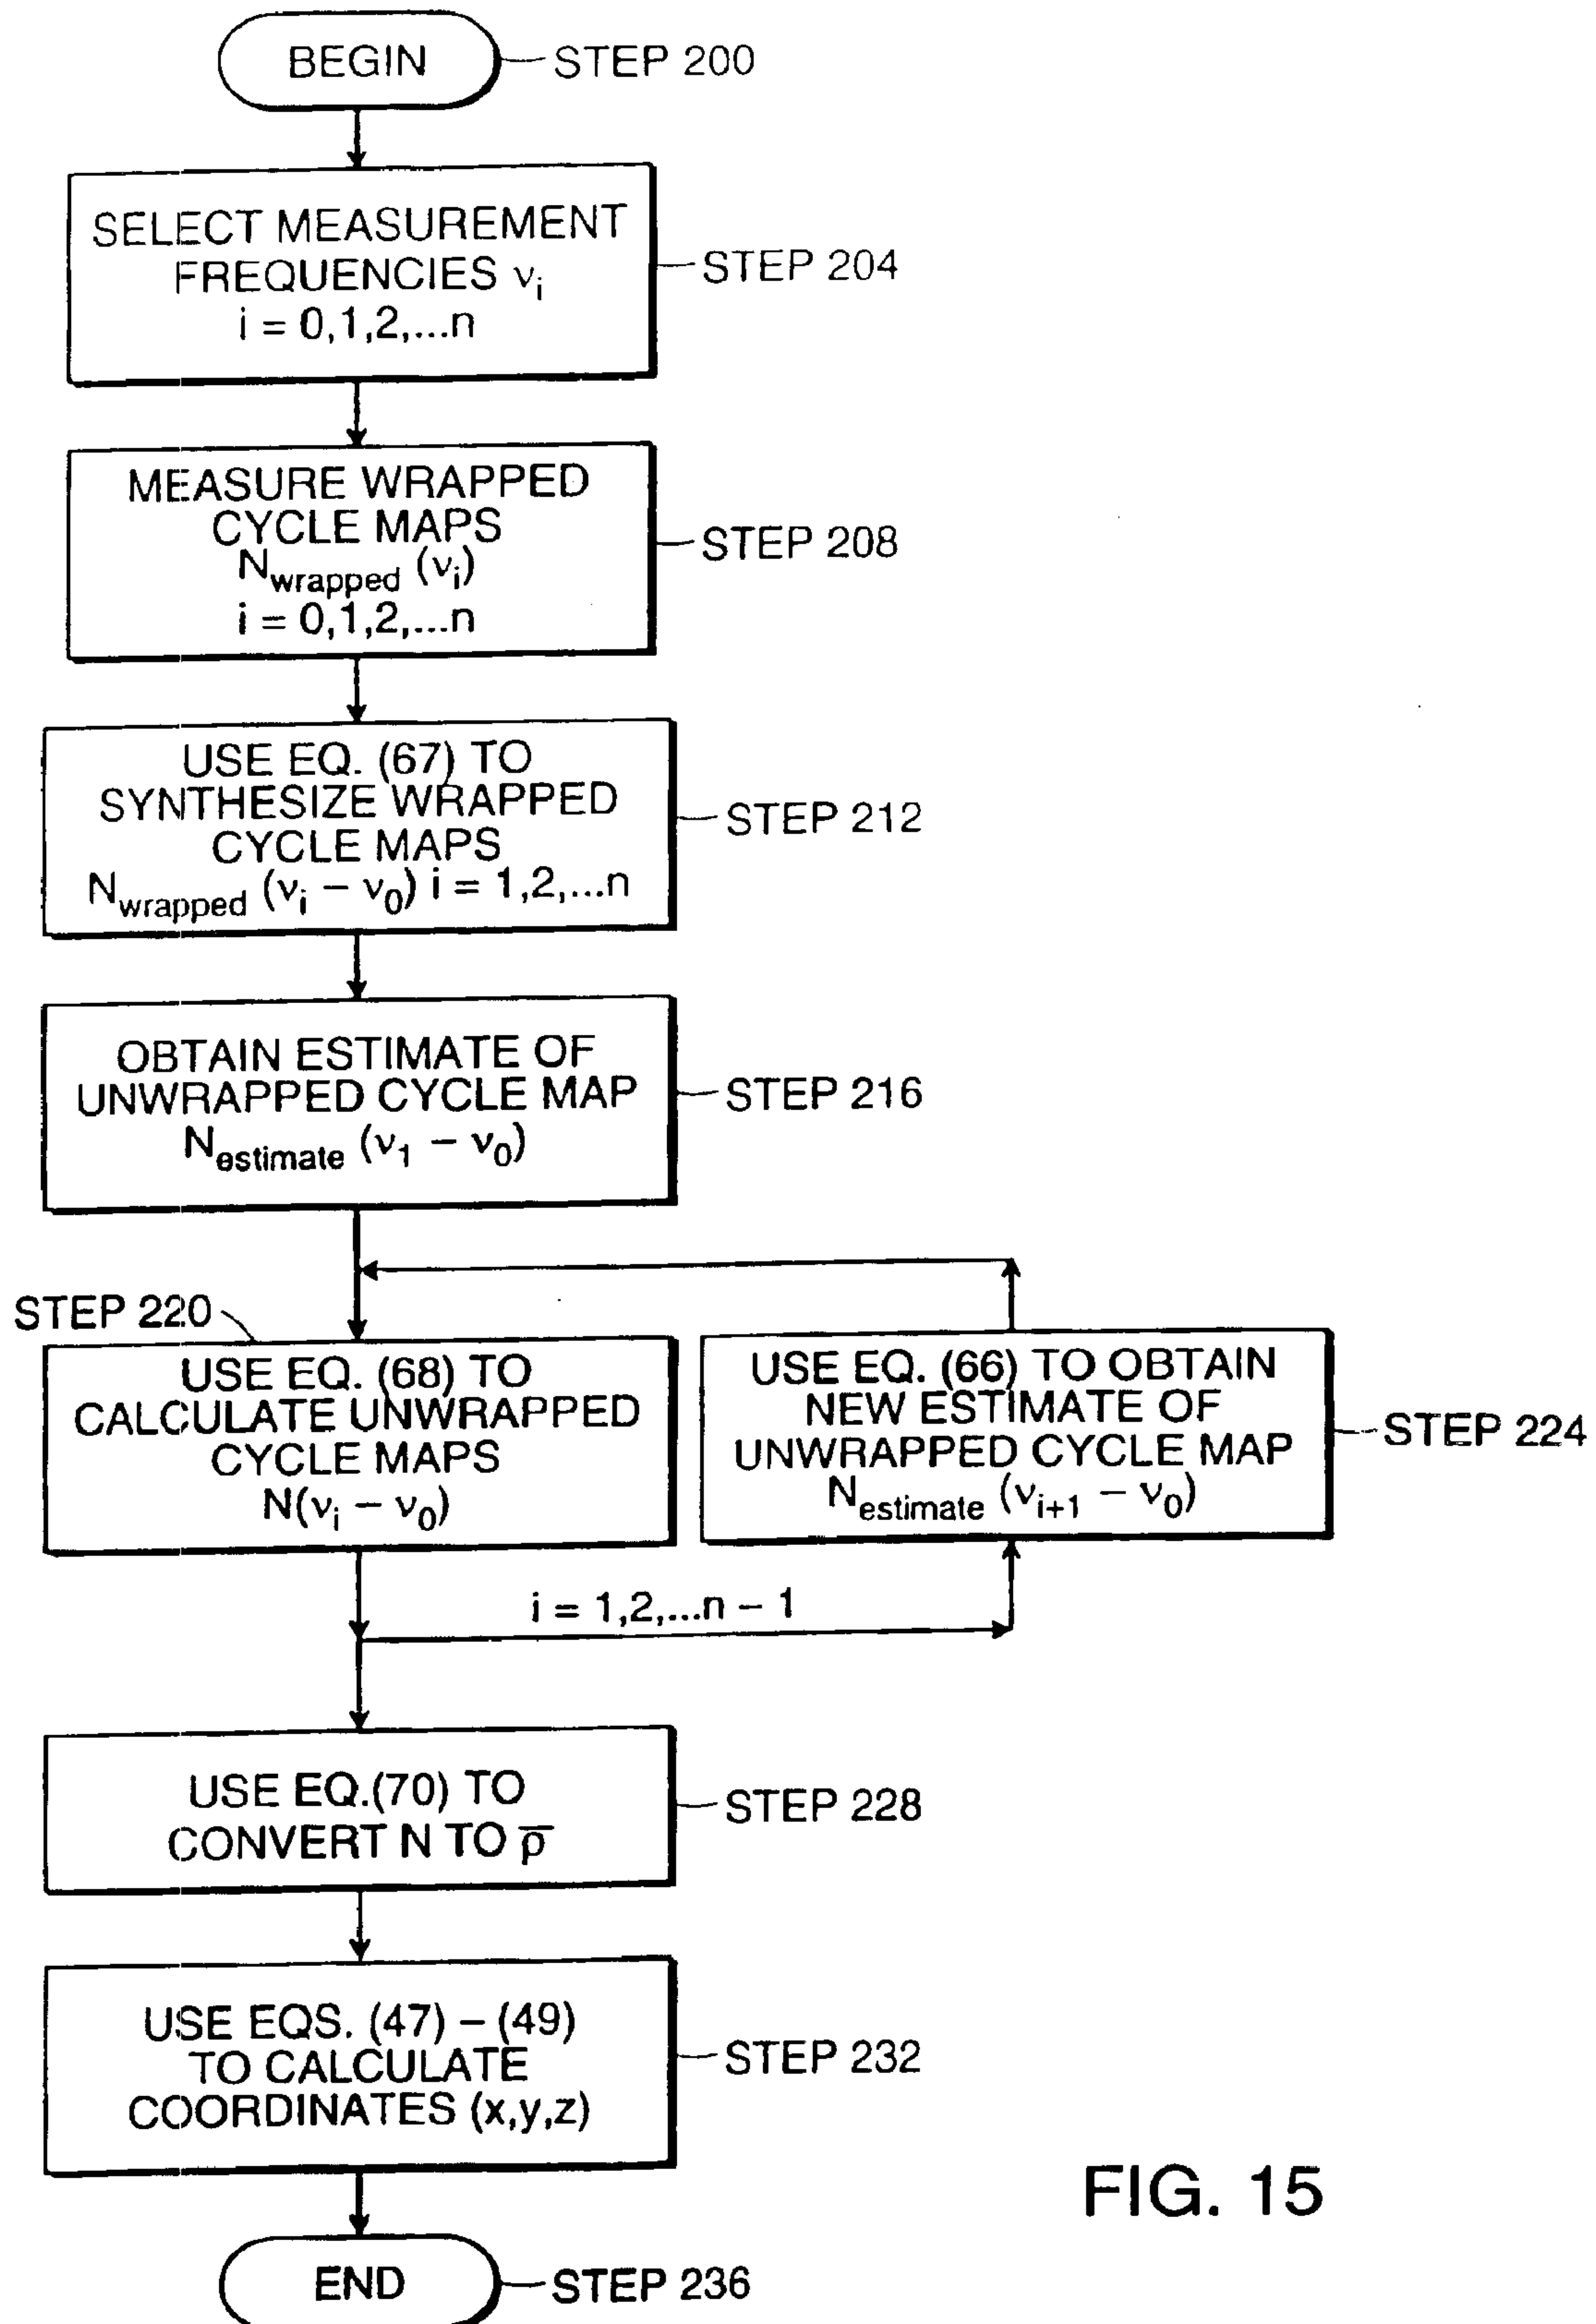 BEGIN
STEP 200
SELECT MEASUREMENT
FREQUENCIES νi
i = 0,1,2,...n
STEP 204
MEASURE WRAPPED
CYCLE MAPS
Nwrapped (νi)
i = 0,1,2,...n
STEP 208
USE EQ. (67) TO
SYNTHESIZE WRAPPED
CYCLE MAPS
Nwrapped (νi – ν0) i = 1,2,...n
STEP 212
OBTAIN ESTIMATE OF
UNWRAPPED CYCLE MAP
Nestimate (ν1 – ν0)
STEP 216
STEP 220
USE EQ. (68) TO
CALCULATE UNWRAPPED
CYCLE MAPS
N(νi – ν0)
USE EQ. (66) TO OBTAIN
NEW ESTIMATE OF
UNWRAPPED CYCLE MAP
Nestimate (νi+1 – ν0)
STEP 224
i = 1,2,...n – 1
USE EQ.(70) TO
CONVERT N TO ρ̅
STEP 228
USE EQS. (47) – (49)
TO CALCULATE
COORDINATES (x,y,z)
STEP 232
END
STEP 236
FIG. 15